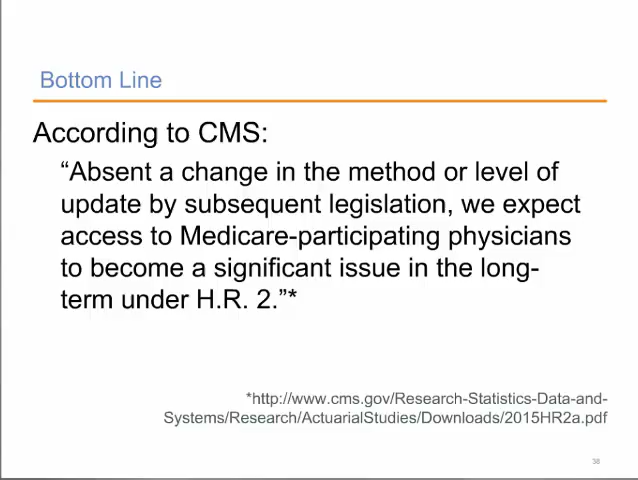 Bottom Line
According to CMS:
“Absent a change in the method or level of
update by subsequent legislation, we expect
access to Medicare-participating physicians
to become a significant issue in the long-
term under H.R. 2.”*
*http://www.cms.gov/Research-Statistics-Data-and-
Systems/Research/ActuarialStudies/Downloads/2015HR2a.pdf
38